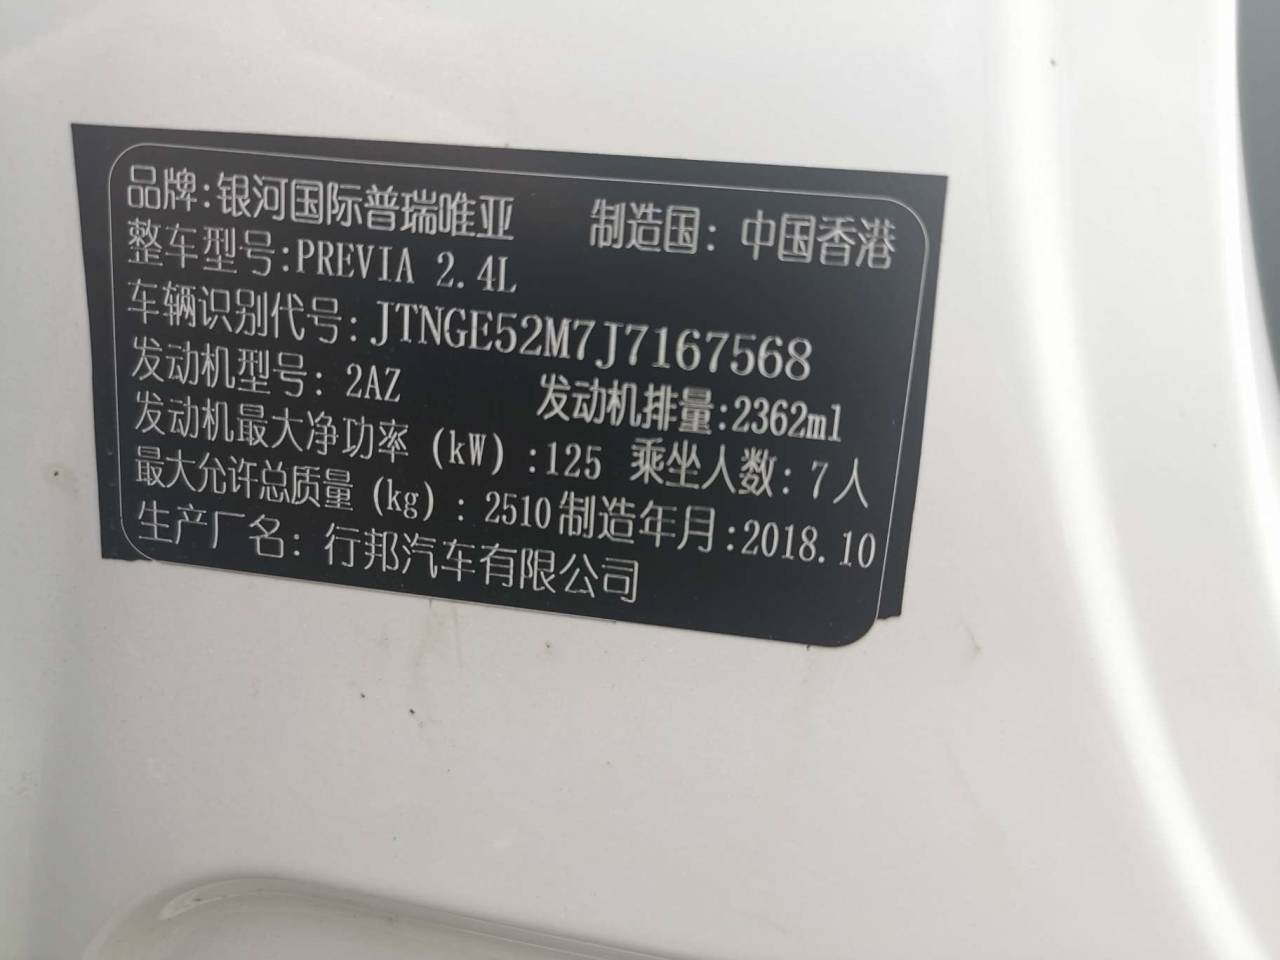 品牌:银河国际普瑞唯亚 制造国:中国香港
整车型号:PREVIA 2.4L
车辆识别代号:JTNGE52M7J7167568
发动机型号:2AZ 发动机排量:2362ml
发动机最大净功率(kW):125 乘坐人数:7人
最大允许总质量(kg):2510 制造年月:2018.10
生产厂名:行邦汽车有限公司